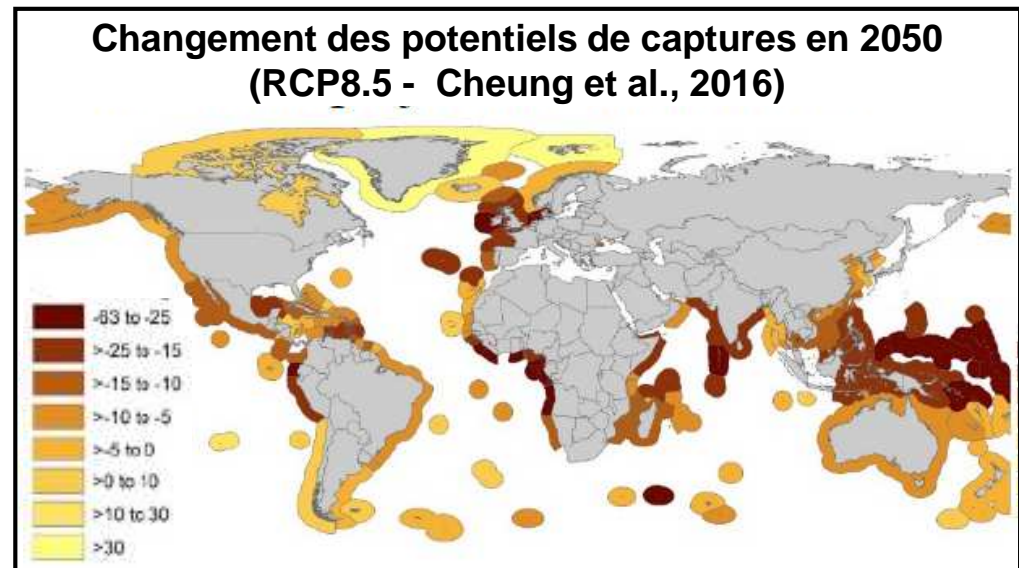 Changement des potentiels de captures en 2050
(RCP8.5 - Cheung et al., 2016)
-63 to -25
>-25 to -15
>-15 to -10
>-10 to -5
>-5 to 0
>0 to 10
>10 to 30
>30